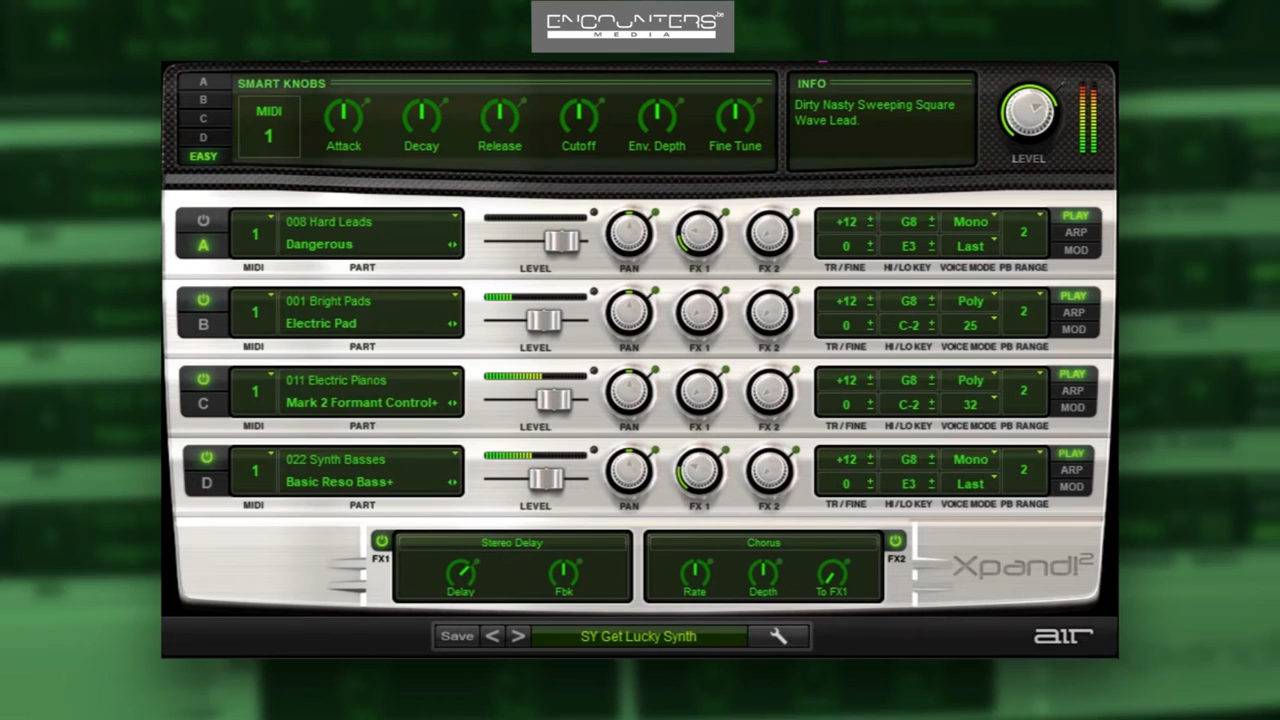 ENCOUNTERS.be
MEDIA
A
B
C
D
EASY
SMART KNOBS
MIDI
1
Attack
Decay
Release
Cutoff
Env. Depth
Fine Tune
INFO
Dirty Nasty Sweeping Square
Wave Lead.
LEVEL
A
1
008 Hard Leads
Dangerous
MIDI
PART
LEVEL
PAN
FX 1
FX 2
+12 ± G8 ± Mono
0 ± E3 ± Last
2
PLAY
ARP
MOD
TR / FINE HI / LO KEY VOICE MODE PB RANGE
B
1
001 Bright Pads
Electric Pad
MIDI
PART
LEVEL
PAN
FX 1
FX 2
+12 ± G8 ± Poly
0 ± C-2 ± 25
2
PLAY
ARP
MOD
TR / FINE HI / LO KEY VOICE MODE PB RANGE
C
1
011 Electric Pianos
Mark 2 Formant Control+
MIDI
PART
LEVEL
PAN
FX 1
FX 2
+12 ± G8 ± Poly
0 ± C-2 ± 32
2
PLAY
ARP
MOD
TR / FINE HI / LO KEY VOICE MODE PB RANGE
D
1
022 Synth Basses
Basic Reso Bass+
MIDI
PART
LEVEL
PAN
FX 1
FX 2
+12 ± G8 ± Mono
0 ± E3 ± Last
2
PLAY
ARP
MOD
TR / FINE HI / LO KEY VOICE MODE PB RANGE
FX1
Stereo Delay
Delay
Fbk
Chorus
Rate
Depth
To FX1
FX2
Xpand!²
Save < > SY Get Lucky Synth
air